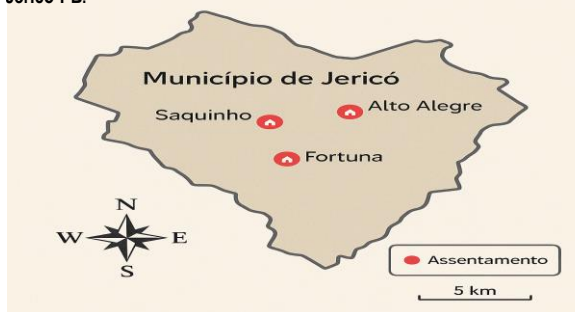 Município de Jericó
Alto Alegre
Saquinho
Fortuna
N
W E
S
Assentamento
5 km